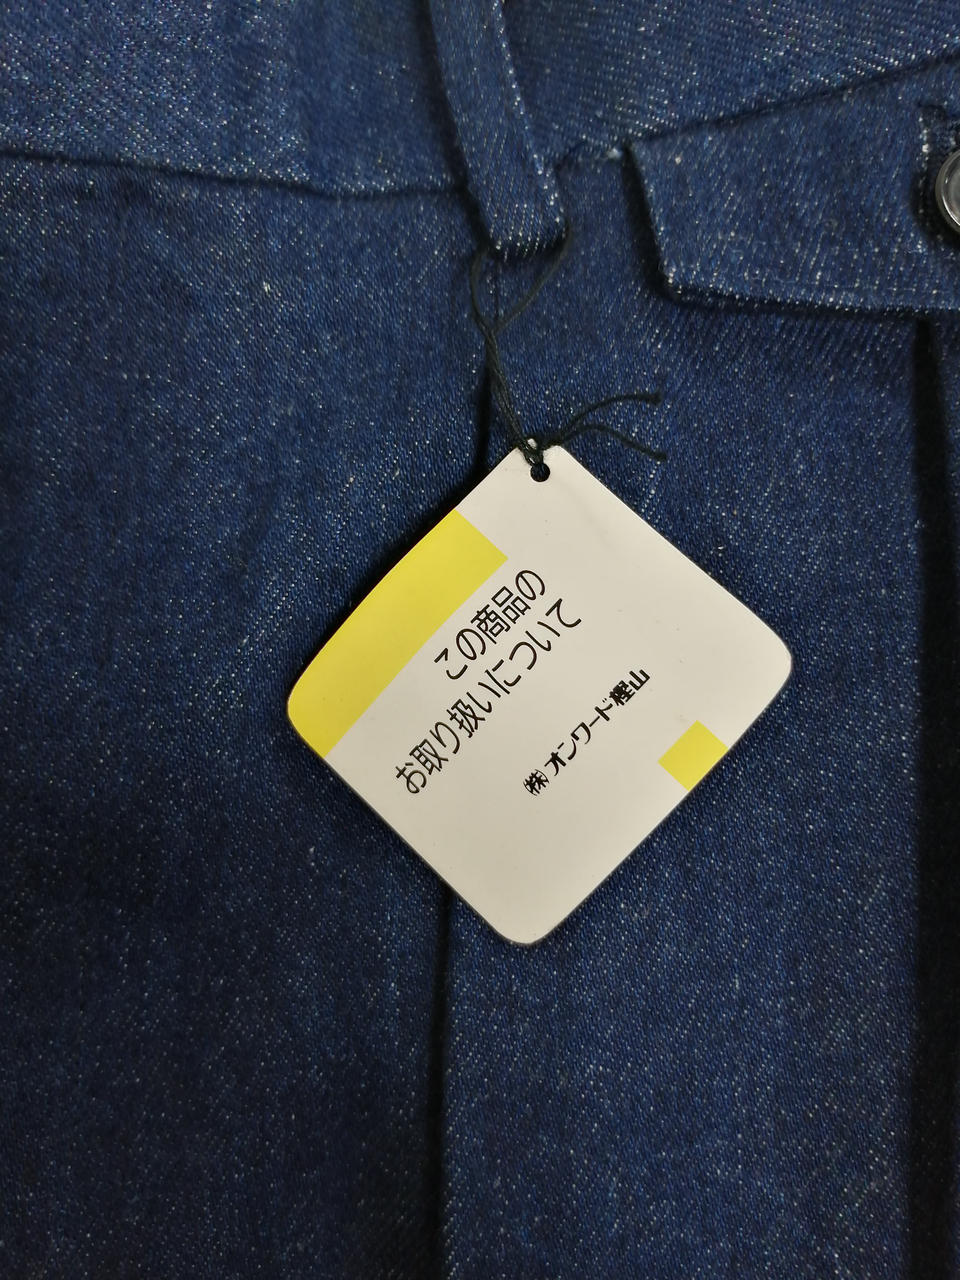 この商品の
お取り扱いについて
㈱オンワード樫山